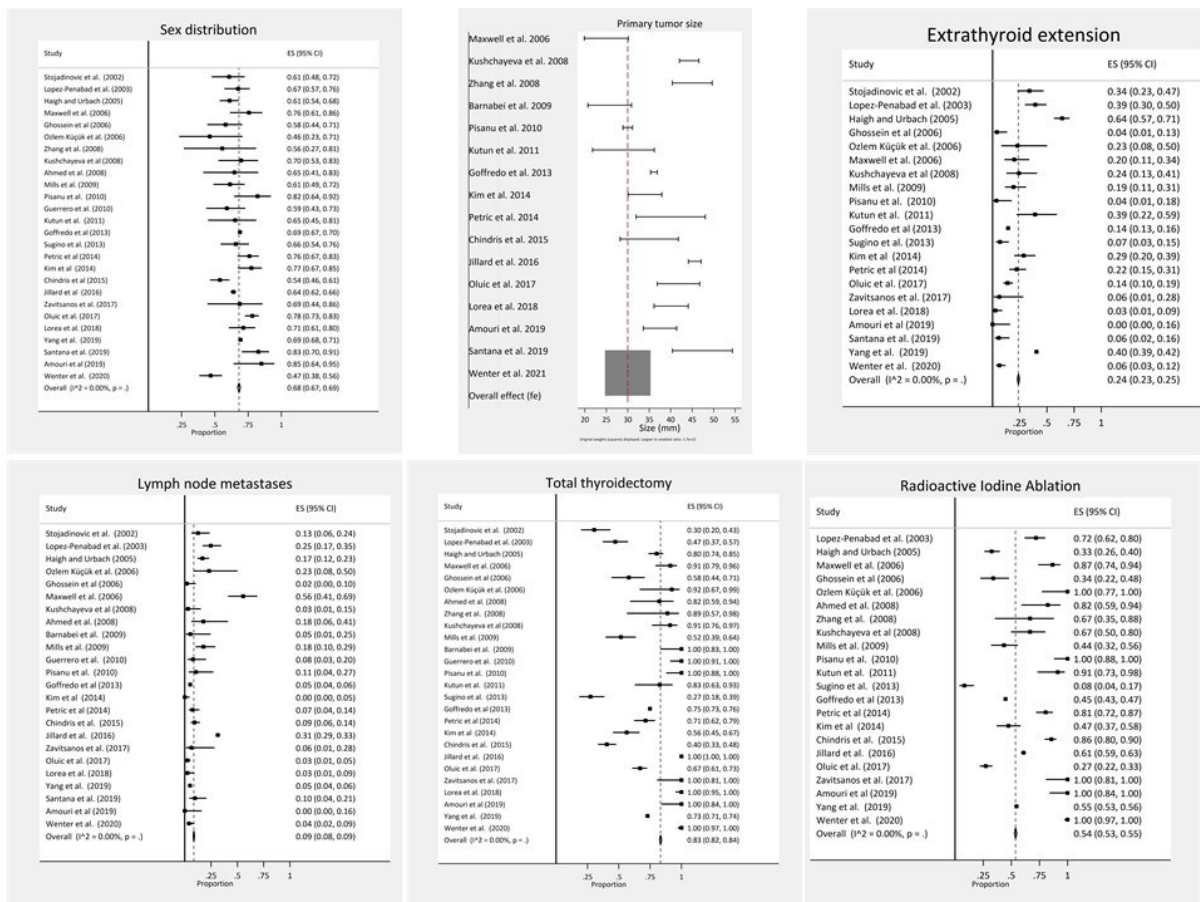 Sex distribution
Study ES (95% CI)
Stojadinovic et al. (2002) 0.61 (0.48, 0.72)
Lopez-Penabad et al. (2003) 0.67 (0.57, 0.76)
Haigh and Urbach (2005) 0.61 (0.54, 0.68)
Maxwell et al. (2006) 0.76 (0.61, 0.86)
Ghossein et al (2006) 0.58 (0.44, 0.71)
Ozlem Küçük et al. (2006) 0.46 (0.23, 0.71)
Zhang et al. (2008) 0.56 (0.27, 0.81)
Kushchayeva et al (2008) 0.70 (0.53, 0.83)
Ahmed et al. (2008) 0.65 (0.41, 0.83)
Mills et al. (2009) 0.61 (0.49, 0.72)
Pisanu et al. (2010) 0.82 (0.64, 0.92)
Guerrero et al. (2010) 0.59 (0.43, 0.73)
Kutun et al. (2011) 0.65 (0.45, 0.81)
Goffredo et al (2013) 0.69 (0.67, 0.70)
Sugino et al. (2013) 0.66 (0.54, 0.76)
Petric et al (2014) 0.76 (0.67, 0.83)
Kim et al (2014) 0.77 (0.67, 0.85)
Chindris et al (2015) 0.54 (0.46, 0.61)
Jillard et al (2016) 0.64 (0.62, 0.66)
Zavitsanos et al. (2017) 0.69 (0.44, 0.86)
Oluic et al. (2017) 0.78 (0.73, 0.83)
Lorea et al. (2018) 0.71 (0.61, 0.80)
Yang et al. (2019) 0.69 (0.68, 0.71)
Santana et al. (2019) 0.83 (0.70, 0.91)
Amouri et al (2019) 0.85 (0.64, 0.95)
Wenter et al. (2020) 0.47 (0.38, 0.56)
Overall (I^2 = 0.00%, p = .) 0.68 (0.67, 0.69)
.25 .5 .75 1
Proportion
Primary tumor size
Maxwell et al. 2006
Kushchayeva et al. 2008
Zhang et al. 2008
Barnabei et al. 2009
Pisanu et al. 2010
Kutun et al. 2011
Goffredo et al. 2013
Kim et al. 2014
Petric et al. 2014
Chindris et al. 2015
Jillard et al. 2016
Oluic et al. 2017
Lorea et al. 2018
Amouri et al. 2019
Santana et al. 2019
Wenter et al. 2021
Overall effect (fe)
20 25 30 35 40 45 50 55
Size (mm)
Extrathyroid extension
Study ES (95% CI)
Stojadinovic et al. (2002) 0.34 (0.23, 0.47)
Lopez-Penabad et al. (2003) 0.39 (0.30, 0.50)
Haigh and Urbach (2005) 0.64 (0.57, 0.71)
Ghossein et al (2006) 0.04 (0.01, 0.13)
Ozlem Küçük et al. (2006) 0.23 (0.08, 0.50)
Maxwell et al. (2006) 0.20 (0.11, 0.34)
Kushchayeva et al (2008) 0.24 (0.13, 0.41)
Mills et al. (2009) 0.19 (0.11, 0.31)
Pisanu et al. (2010) 0.04 (0.01, 0.18)
Kutun et al. (2011) 0.39 (0.22, 0.59)
Goffredo et al (2013) 0.14 (0.13, 0.16)
Sugino et al. (2013) 0.07 (0.03, 0.15)
Kim et al (2014) 0.29 (0.20, 0.39)
Petric et al (2014) 0.22 (0.15, 0.31)
Oluic et al. (2017) 0.14 (0.10, 0.19)
Zavitsanos et al. (2017) 0.06 (0.01, 0.28)
Lorea et al. (2018) 0.03 (0.01, 0.09)
Amouri et al (2019) 0.00 (0.00, 0.16)
Santana et al. (2019) 0.06 (0.02, 0.16)
Yang et al. (2019) 0.40 (0.39, 0.42)
Wenter et al. (2020) 0.06 (0.03, 0.12)
Overall (I^2 = 0.00%, p = .) 0.24 (0.23, 0.25)
.25 .5 .75 1
Proportion
Lymph node metastases
Study ES (95% CI)
Stojadinovic et al. (2002) 0.13 (0.06, 0.24)
Lopez-Penabad et al. (2003) 0.25 (0.17, 0.35)
Haigh and Urbach (2005) 0.17 (0.12, 0.23)
Ozlem Küçük et al. (2006) 0.23 (0.08, 0.50)
Ghossein et al (2006) 0.02 (0.00, 0.10)
Maxwell et al. (2006) 0.56 (0.41, 0.69)
Kushchayeva et al (2008) 0.03 (0.01, 0.15)
Ahmed et al. (2008) 0.18 (0.06, 0.41)
Barnabei et al. (2009) 0.05 (0.01, 0.25)
Mills et al. (2009) 0.18 (0.10, 0.29)
Guerrero et al. (2010) 0.08 (0.03, 0.20)
Pisanu et al. (2010) 0.11 (0.04, 0.27)
Goffredo et al (2013) 0.05 (0.04, 0.06)
Kim et al (2014) 0.00 (0.00, 0.05)
Petric et al (2014) 0.07 (0.04, 0.14)
Chindris et al. (2015) 0.09 (0.06, 0.14)
Jillard et al. (2016) 0.31 (0.29, 0.33)
Zavitsanos et al. (2017) 0.06 (0.01, 0.28)
Oluic et al. (2017) 0.03 (0.01, 0.05)
Lorea et al. (2018) 0.03 (0.01, 0.09)
Yang et al. (2019) 0.05 (0.04, 0.06)
Santana et al. (2019) 0.10 (0.04, 0.21)
Amouri et al (2019) 0.00 (0.00, 0.16)
Wenter et al. (2020) 0.04 (0.02, 0.09)
Overall (I^2 = 0.00%, p = .) 0.09 (0.08, 0.09)
.25 .5 .75 1
Proportion
Total thyroidectomy
Study ES (95% CI)
Stojadinovic et al. (2002) 0.30 (0.20, 0.43)
Lopez-Penabad et al. (2003) 0.47 (0.37, 0.57)
Haigh and Urbach (2005) 0.80 (0.74, 0.85)
Maxwell et al. (2006) 0.91 (0.79, 0.96)
Ghossein et al (2006) 0.58 (0.44, 0.71)
Ozlem Küçük et al. (2006) 0.92 (0.67, 0.99)
Ahmed et al. (2008) 0.82 (0.59, 0.94)
Zhang et al. (2008) 0.89 (0.57, 0.98)
Kushchayeva et al (2008) 0.91 (0.76, 0.97)
Mills et al. (2009) 0.52 (0.39, 0.64)
Barnabei et al. (2009) 1.00 (0.83, 1.00)
Guerrero et al. (2010) 1.00 (0.91, 1.00)
Pisanu et al. (2010) 1.00 (0.88, 1.00)
Kutun et al. (2011) 0.83 (0.63, 0.93)
Sugino et al. (2013) 0.27 (0.18, 0.39)
Goffredo et al (2013) 0.75 (0.73, 0.76)
Petric et al (2014) 0.71 (0.62, 0.79)
Kim et al (2014) 0.56 (0.45, 0.67)
Chindris et al (2015) 0.40 (0.33, 0.48)
Jillard et al. (2016) 1.00 (1.00, 1.00)
Oluic et al. (2017) 0.67 (0.61, 0.73)
Zavitsanos et al. (2017) 1.00 (0.81, 1.00)
Lorea et al. (2018) 1.00 (0.95, 1.00)
Amouri et al (2019) 1.00 (0.84, 1.00)
Yang et al. (2019) 0.73 (0.71, 0.74)
Wenter et al. (2020) 1.00 (0.97, 1.00)
Overall (I^2 = 0.00%, p = .) 0.83 (0.82, 0.84)
.25 .5 .75 1
Proportion
Radioactive Iodine Ablation
Study ES (95% CI)
Lopez-Penabad et al. (2003) 0.72 (0.62, 0.80)
Haigh and Urbach (2005) 0.33 (0.26, 0.40)
Maxwell et al. (2006) 0.87 (0.74, 0.94)
Ghossein et al (2006) 0.34 (0.22, 0.48)
Ozlem Küçük et al. (2006) 1.00 (0.77, 1.00)
Ahmed et al. (2008) 0.82 (0.59, 0.94)
Zhang et al. (2008) 0.67 (0.35, 0.88)
Kushchayeva et al (2008) 0.67 (0.50, 0.80)
Mills et al. (2009) 0.44 (0.32, 0.56)
Pisanu et al. (2010) 1.00 (0.88, 1.00)
Kutun et al. (2011) 0.91 (0.73, 0.98)
Sugino et al. (2013) 0.08 (0.04, 0.17)
Goffredo et al (2013) 0.45 (0.43, 0.47)
Petric et al (2014) 0.81 (0.72, 0.87)
Kim et al (2014) 0.47 (0.37, 0.58)
Chindris et al (2015) 0.86 (0.80, 0.90)
Jillard et al. (2016) 0.61 (0.59, 0.63)
Oluic et al. (2017) 0.27 (0.22, 0.33)
Zavitsanos et al. (2017) 1.00 (0.81, 1.00)
Amouri et al (2019) 1.00 (0.84, 1.00)
Yang et al. (2019) 0.55 (0.53, 0.56)
Wenter et al. (2020) 1.00 (0.97, 1.00)
Overall (I^2 = 0.00%, p = .) 0.54 (0.53, 0.55)
.25 .5 .75 1
Proportion